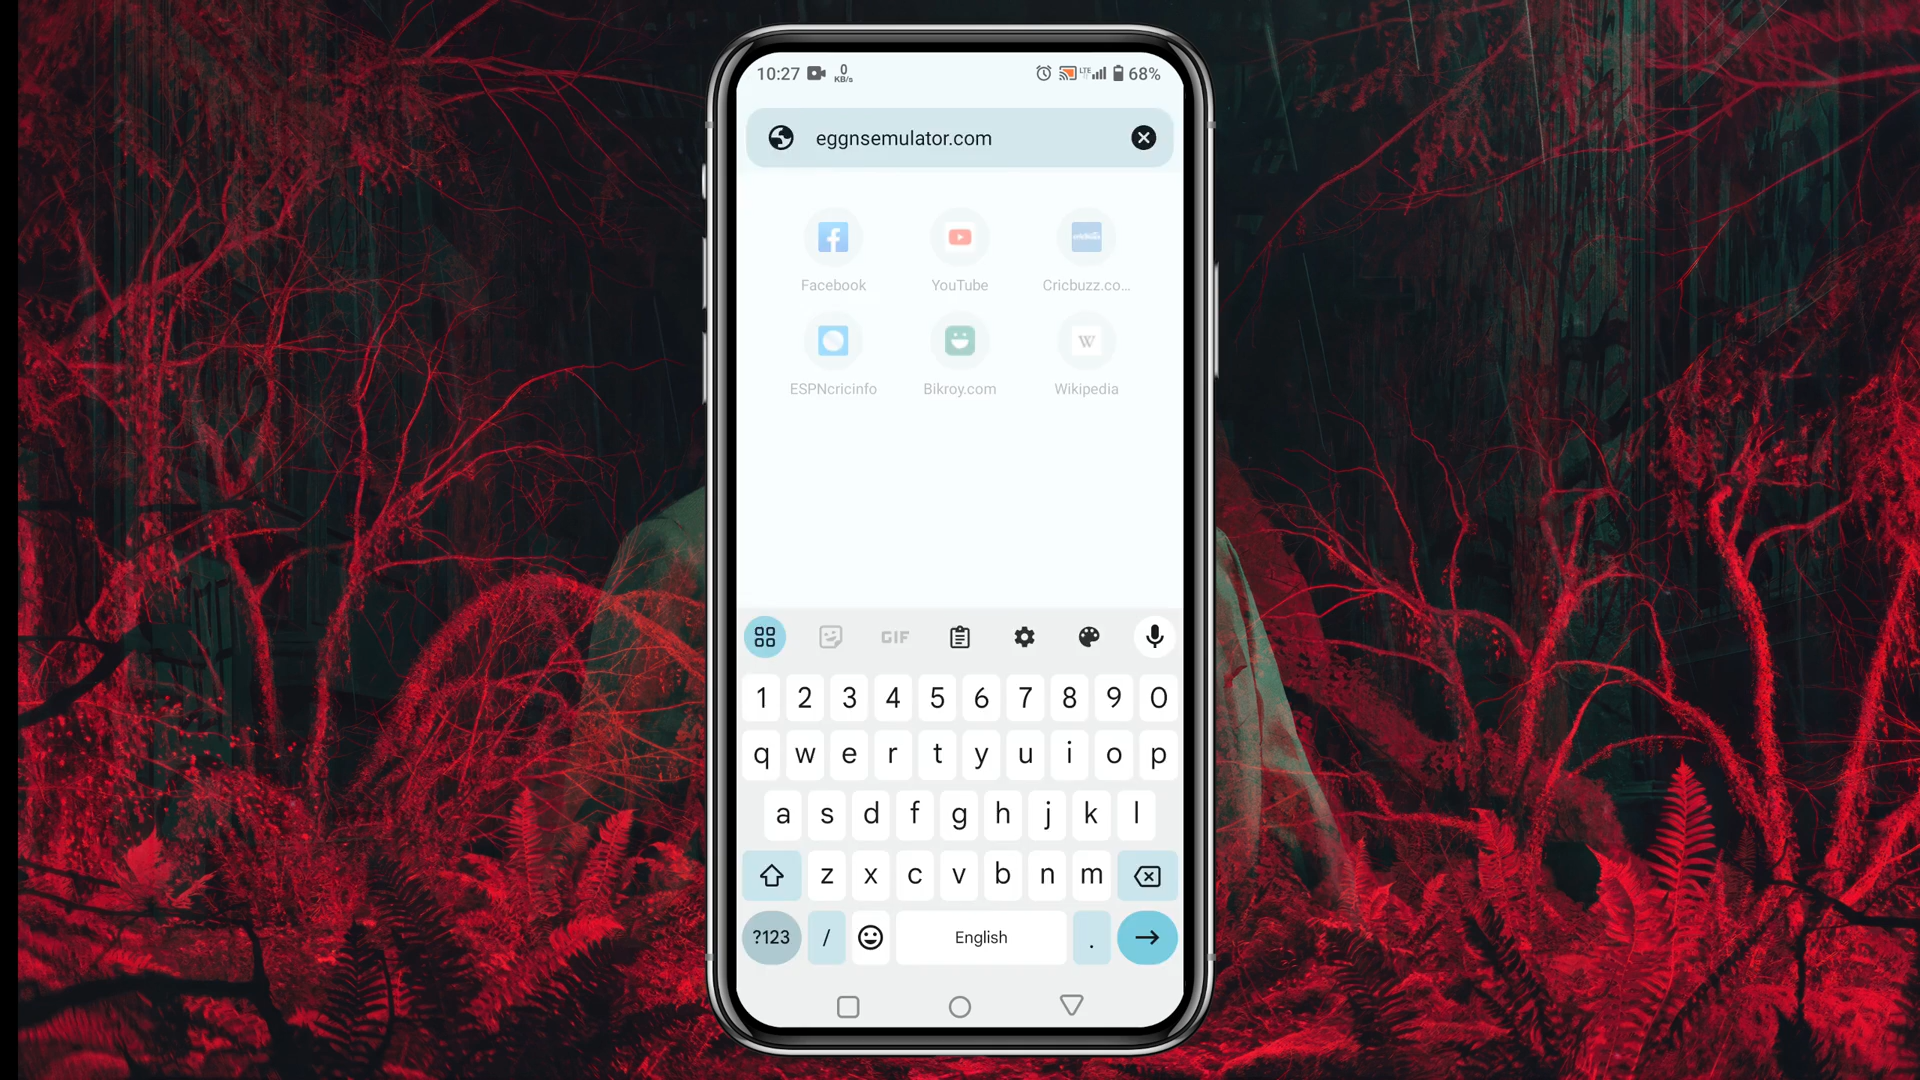 10:27 0 KB/s LTE 68%
eggnsemulator.com
Facebook YouTube Cricbuzz.co...
W
ESPNcricinfo Bikroy.com Wikipedia
GIF
1 2 3 4 5 6 7 8 9 0
q w e r t y u i o p
a s d f g h j k l
z x c v b n m
?123 / English .